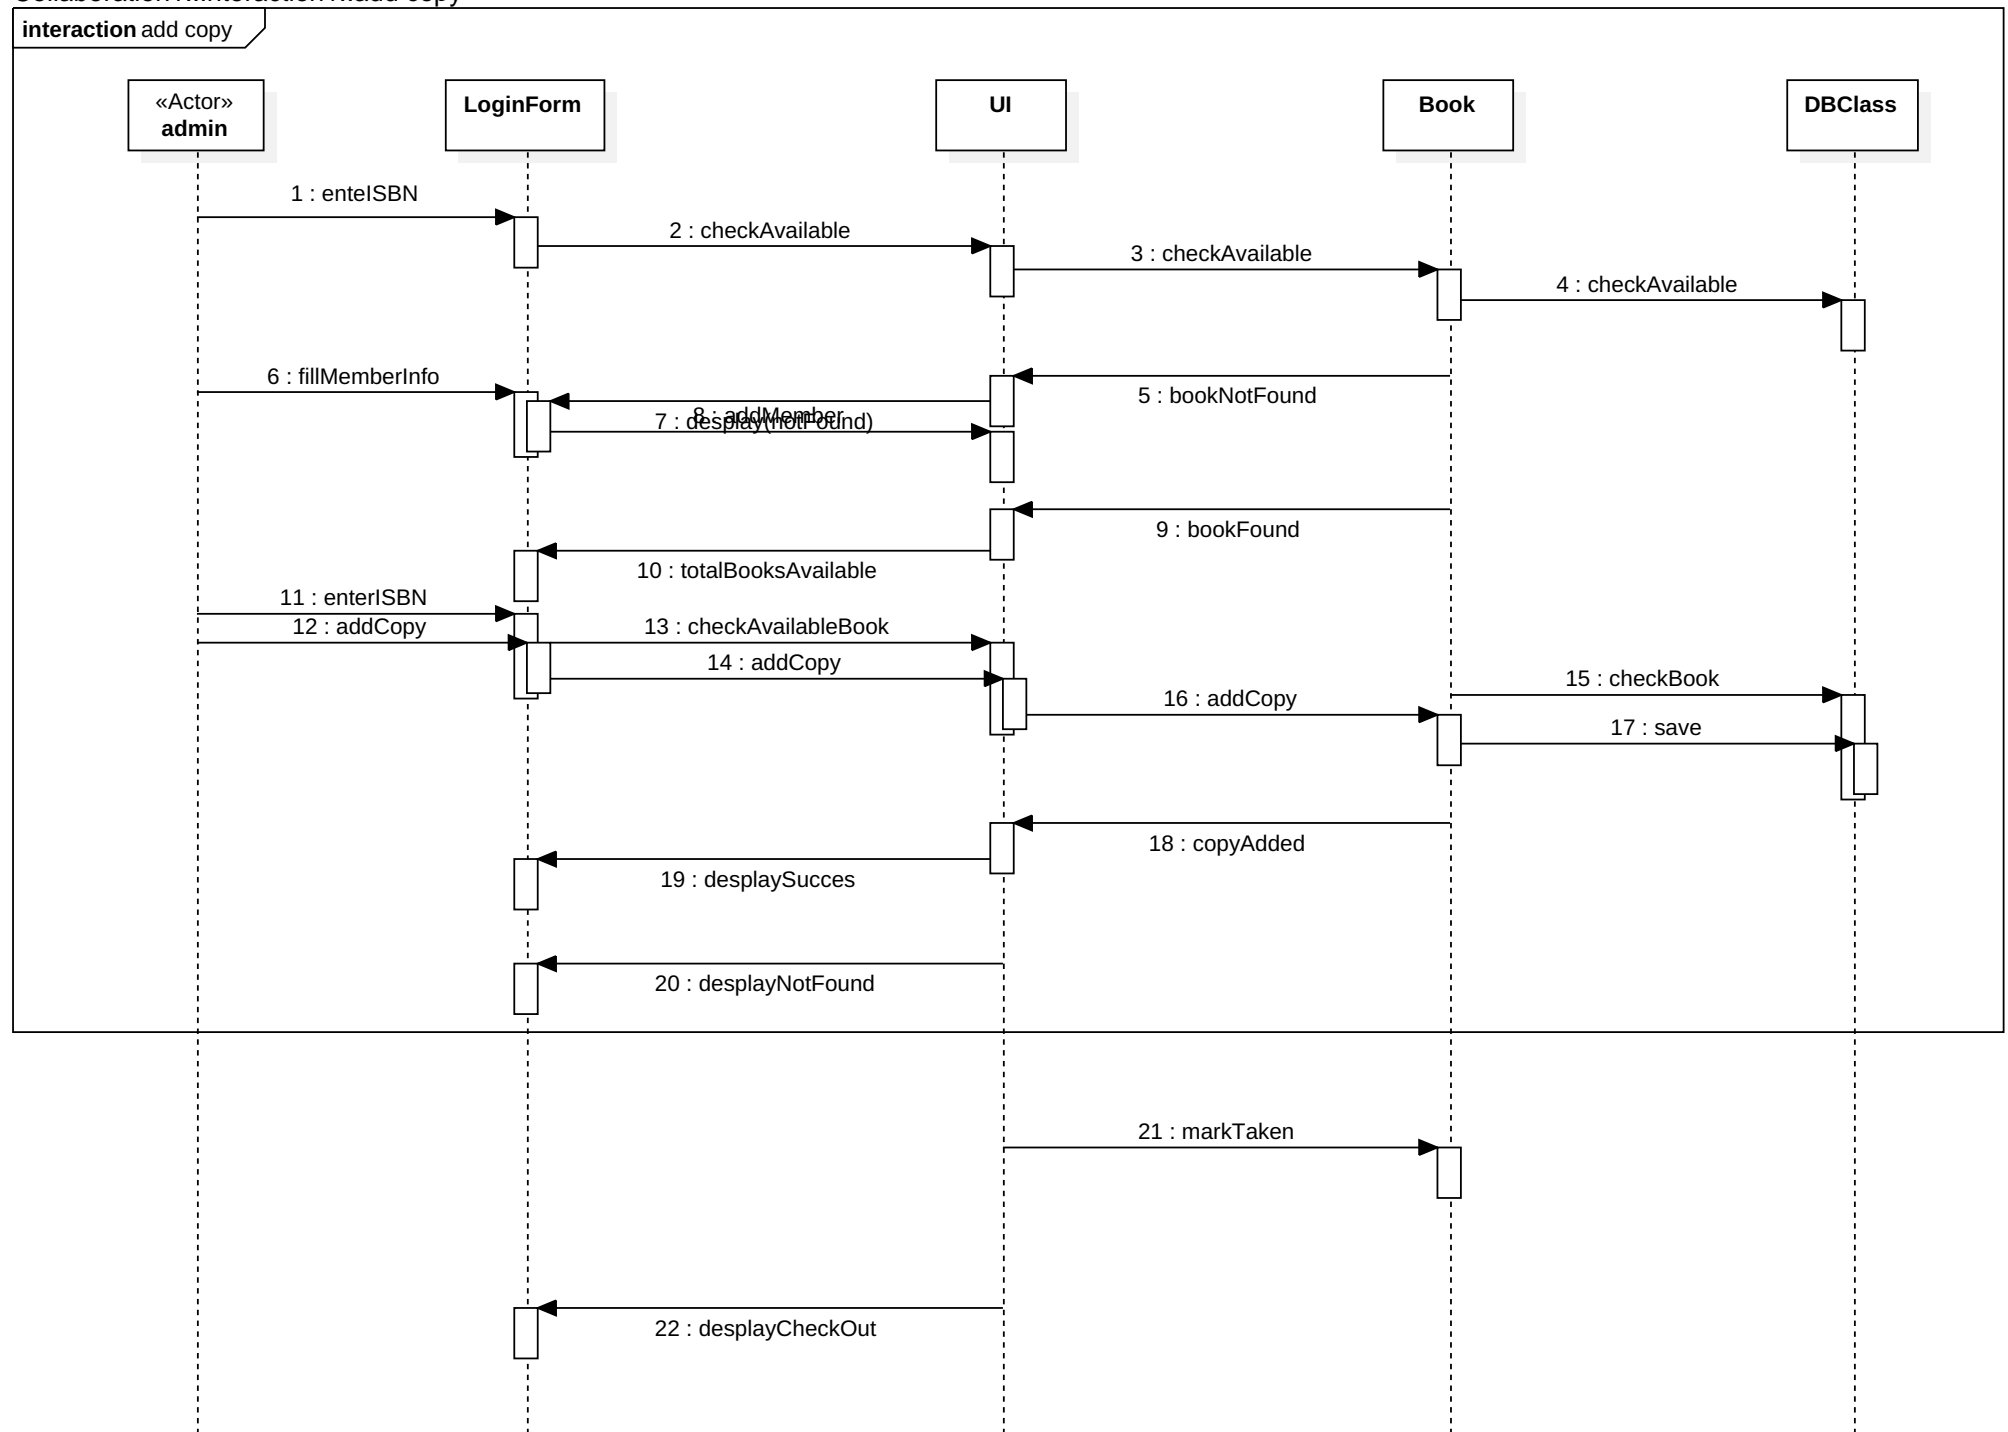 interaction add copy
«Actor»
admin
LoginForm
UI
Book
DBClass
1 : enteISBN
2 : checkAvailable
3 : checkAvailable
4 : checkAvailable
6 : fillMemberInfo
5 : bookNotFound
8 : addMember
7 : desplay(notFound)
9 : bookFound
10 : totalBooksAvailable
11 : enterISBN
12 : addCopy
13 : checkAvailableBook
14 : addCopy
15 : checkBook
16 : addCopy
17 : save
18 : copyAdded
19 : desplaySucces
20 : desplayNotFound
21 : markTaken
22 : desplayCheckOut